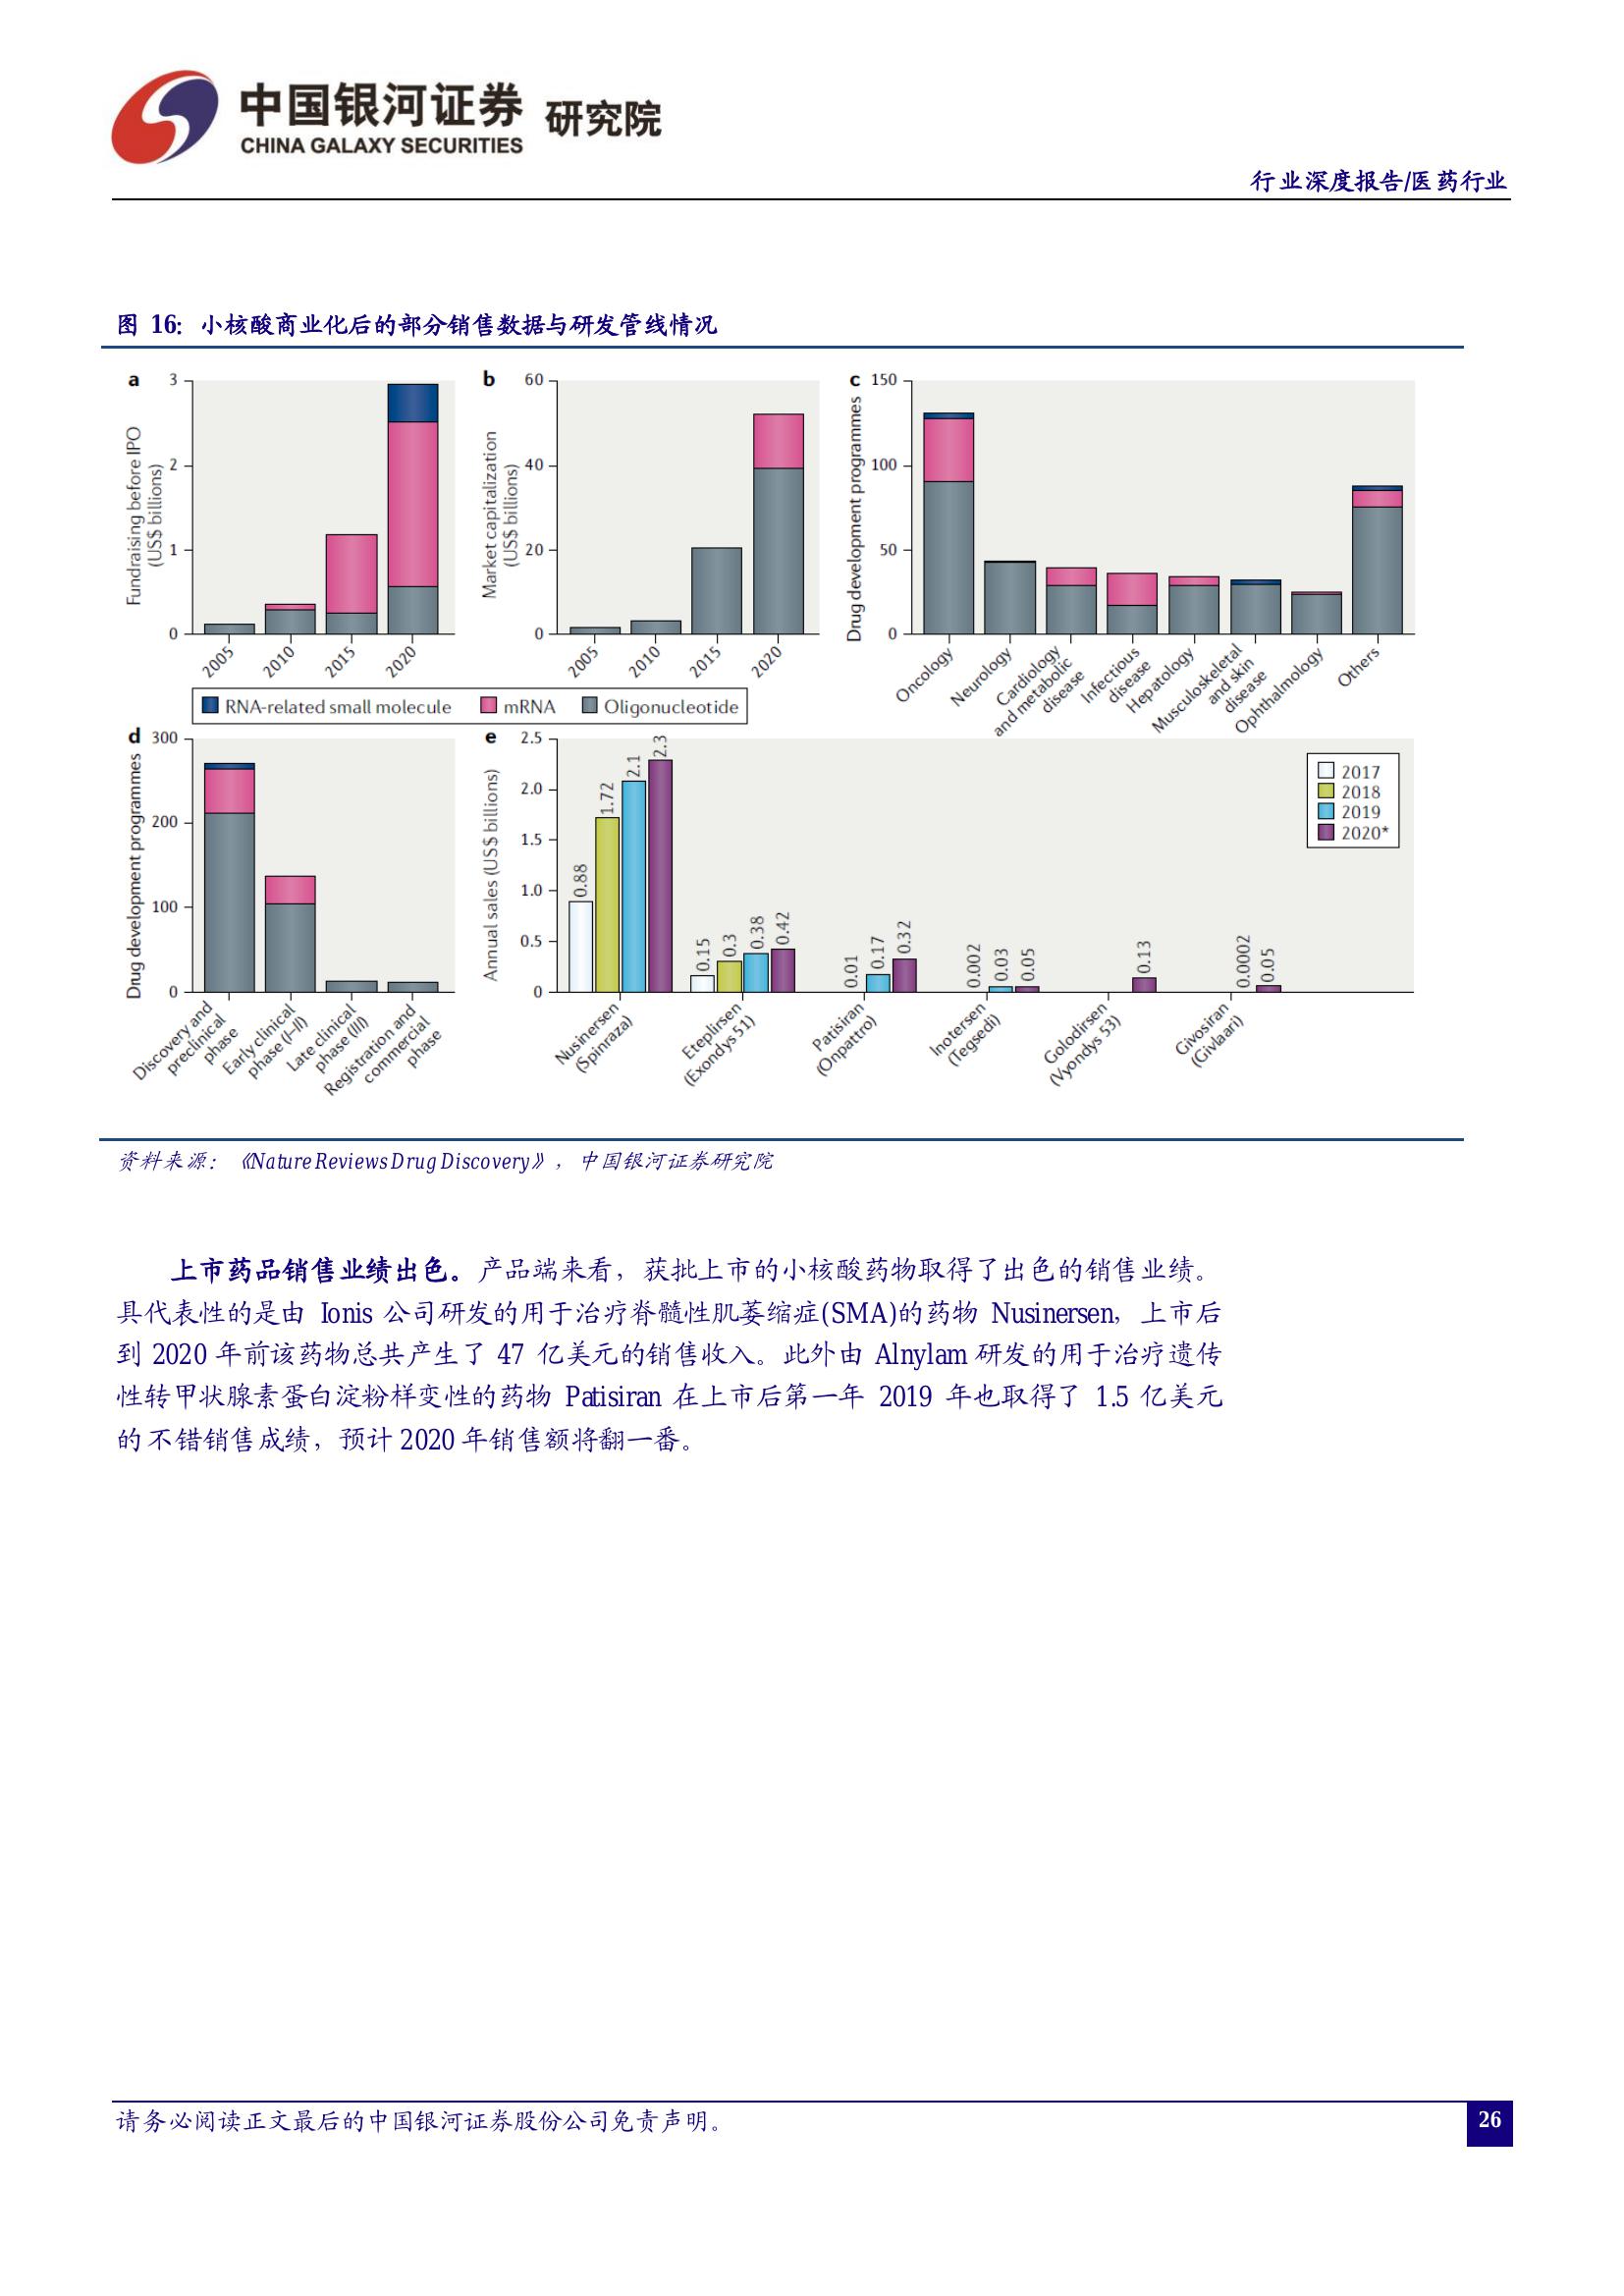 中国银河证券 研究院
CHINA GALAXY SECURITIES
行业深度报告/医药行业
图 16：小核酸商业化后的部分销售数据与研发管线情况
a
Fundraising before IPO
(US$ billions)
3
2
1
0
2005
2010
2015
2020
b
Market capitalization
(US$ billions)
60
40
20
0
2005
2010
2015
2020
c
Drug development programmes
150
100
50
0
Oncology
Neurology
Cardiology
and metabolic
disease
Infectious
disease
Hepatology
Musculoskeletal
and skin
disease
Ophthalmology
Others
RNA-related small molecule
mRNA
Oligonucleotide
d
Drug development programmes
300
200
100
0
Discovery and
preclinical
phase
Early clinical
phase (I–II)
Late clinical
phase (III)
Registration and
commercial
phase
e
Annual sales (US$ billions)
2.5
2.0
1.5
1.0
0.5
0
0.88
1.72
2.1
2.3
0.15
0.3
0.38
0.42
0.01
0.17
0.32
0.002
0.03
0.05
0.13
0.0002
0.05
Nusinersen
(Spinraza)
Eteplirsen
(Exondys 51)
Patisiran
(Onpattro)
Inotersen
(Tegsedi)
Golodirsen
(Vyondys 53)
Givosiran
(Givlaari)
2017
2018
2019
2020*
资料来源：《Nature Reviews Drug Discovery》，中国银河证券研究院
上市药品销售业绩出色。产品端来看，获批上市的小核酸药物取得了出色的销售业绩。
具代表性的是由 Ionis 公司研发的用于治疗脊髓性肌萎缩症(SMA)的药物 Nusinersen，上市后
到 2020 年前该药物总共产生了 47 亿美元的销售收入。此外由 Alnylam 研发的用于治疗遗传
性转甲状腺素蛋白淀粉样变性的药物 Patisiran 在上市后第一年 2019 年也取得了 1.5 亿美元
的不错销售成绩，预计 2020 年销售额将翻一番。
请务必阅读正文最后的中国银河证券股份公司免责声明。
26